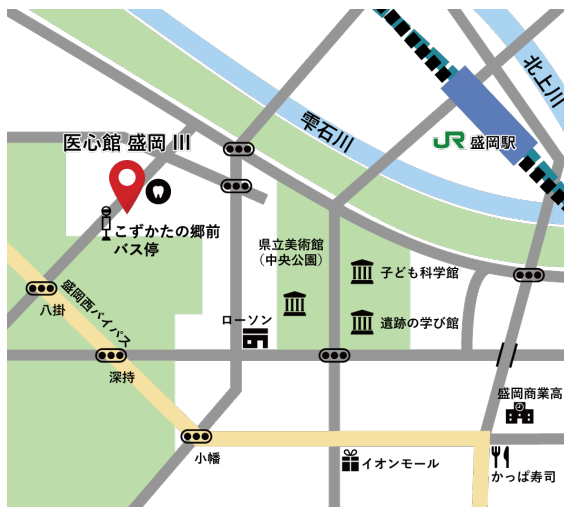 北上川
雫石川
JR 盛岡駅
医心館 盛岡 III
こずかたの郷前
バス停
県立美術館
(中央公園)
子ども科学館
遺跡の学び館
盛岡西バイパス
八掛
ローソン
深持
盛岡商業高
小幡
イオンモール
かっぱ寿司